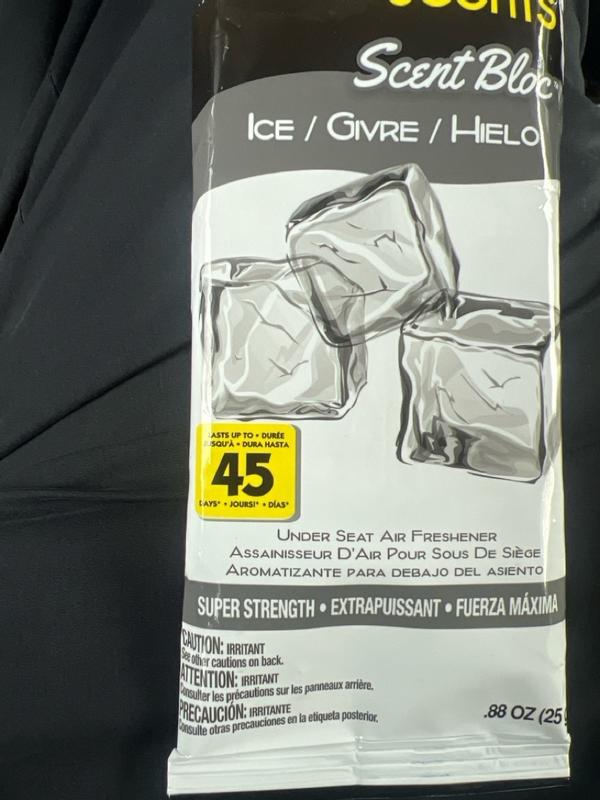 Scent Bloc
ICE / GIVRE / HIELO
LASTS UP TO • DURÉE
JUSQU'À • DURA HASTA
45
DAYS* • JOURS!* • DÍAS*
UNDER SEAT AIR FRESHENER
ASSAINISSEUR D'AIR POUR SOUS DE SIÈGE
AROMATIZANTE PARA DEBAJO DEL ASIENTO
SUPER STRENGTH • EXTRAPUISSANT • FUERZA MÁXIMA
CAUTION: IRRITANT
See other cautions on back.
ATTENTION: IRRITANT
Consulter les précautions sur les panneaux arrière.
PRECAUCIÓN: IRRITANTE
Consulte otras precauciones en la etiqueta posterior.
.88 OZ (25